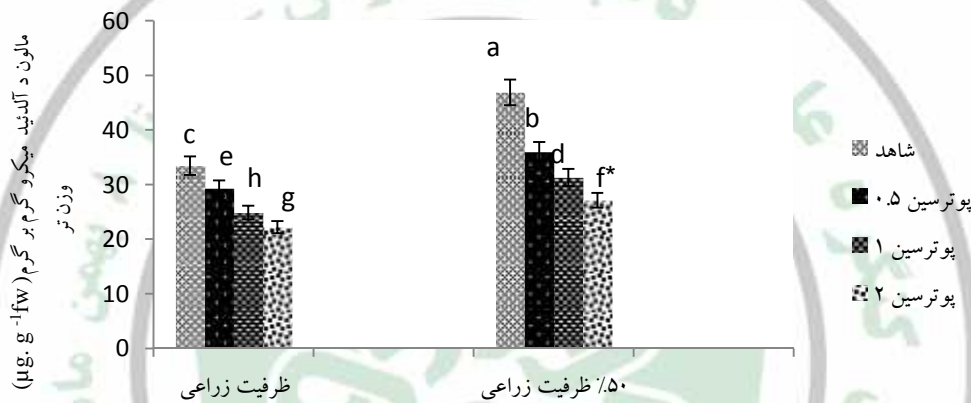 60
50
40
30
20
10
0
مالون د آلدئید میکرو گرم بر گرم (µg. g -1fw)
وزن تر
c
e
h
g
a
b
d
f*
ظرفیت زراعی
۵۰٪ ظرفیت زراعی
شاهد
پوترسین ۰.۵
پوترسین ۱
پوترسین ۲